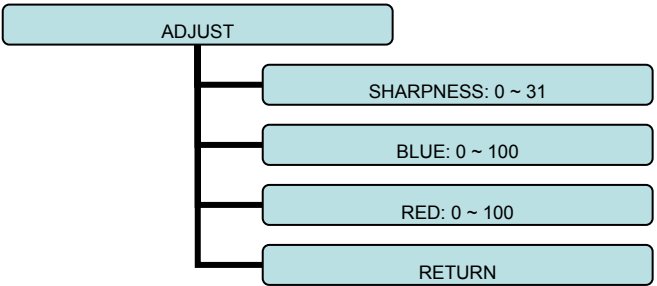 ADJUST
SHARPNESS: 0 ~ 31
BLUE: 0 ~ 100
RED: 0 ~ 100
RETURN